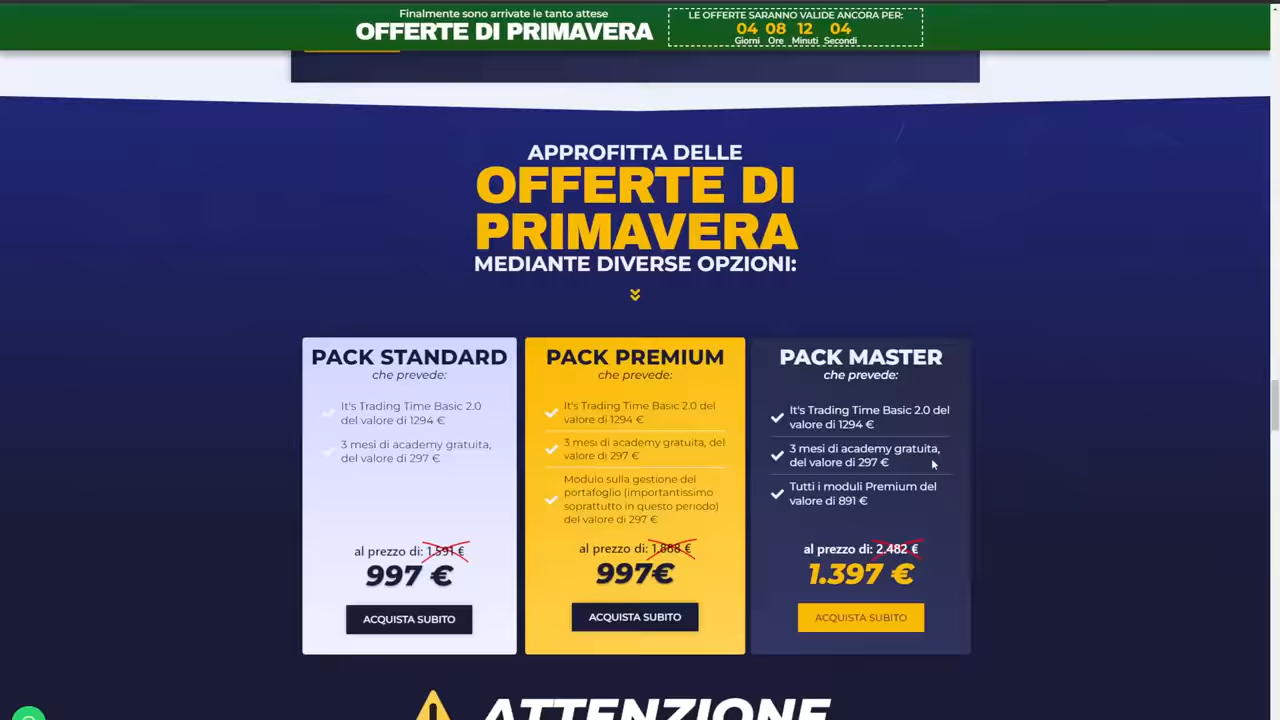 Finalmente sono arrivate le tanto attese
OFFERTE DI PRIMAVERA
LE OFFERTE SARANNO VALIDE ANCORA PER:
04 08 12 04
Giorni Ore Minuti Secondi
APPROFITTA DELLE
OFFERTE DI
PRIMAVERA
MEDIANTE DIVERSE OPZIONI:
PACK STANDARD
che prevede:
It's Trading Time Basic 2.0
del valore di 1294 €
3 mesi di academy gratuita,
del valore di 297 €
al prezzo di: 1.591 €
997 €
ACQUISTA SUBITO
PACK PREMIUM
che prevede:
It's Trading Time Basic 2.0 del
valore di 1294 €
3 mesi di academy gratuita, del
valore di 297 €
Modulo sulla gestione del
portafoglio (importantissimo
soprattutto in questo periodo)
del valore di 297 €
al prezzo di: 1.888 €
997€
ACQUISTA SUBITO
PACK MASTER
che prevede:
It's Trading Time Basic 2.0 del
valore di 1294 €
3 mesi di academy gratuita,
del valore di 297 €
Tutti i moduli Premium del
valore di 891 €
al prezzo di: 2.482 €
1.397 €
ACQUISTA SUBITO
ATTENZIONE